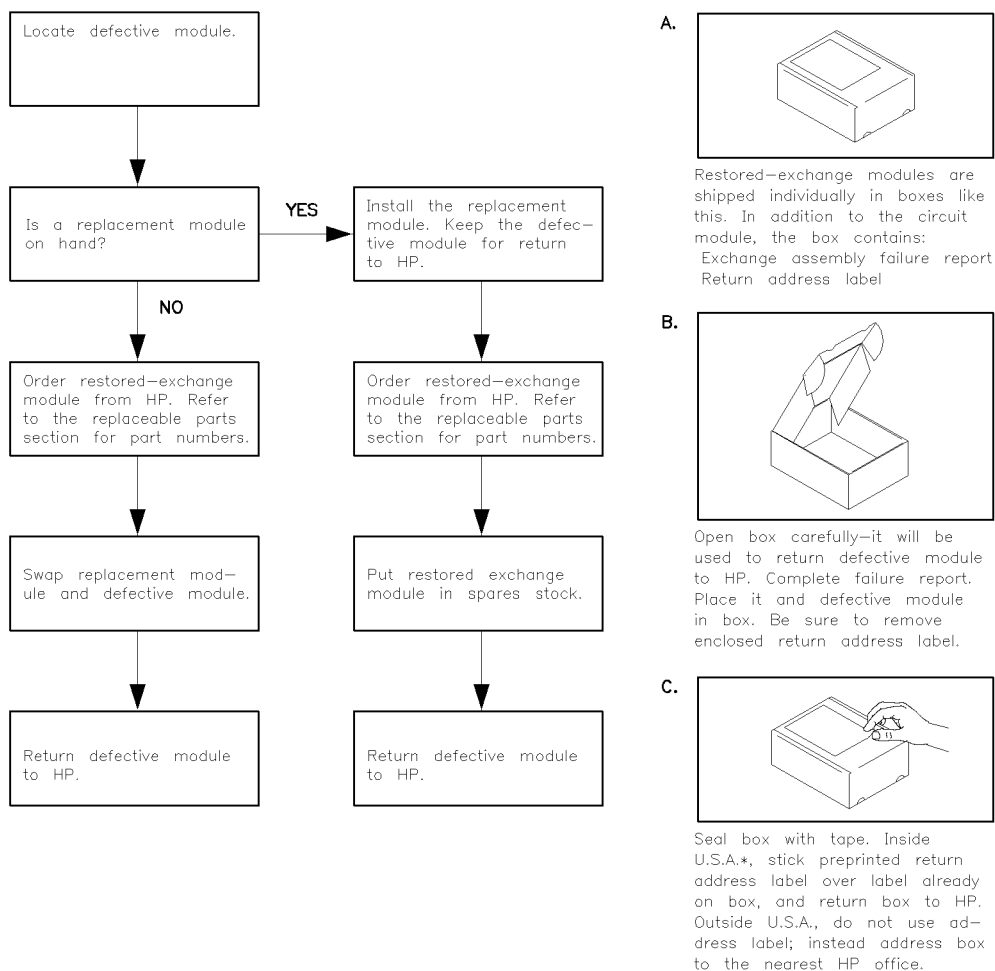 Locate defective module.
Is a replacement module
on hand?
YES
Install the replacement
module. Keep the defec-
tive module for return
to HP.
NO
Order restored-exchange
module from HP. Refer
to the replaceable parts
section for part numbers.
Order restored-exchange
module from HP. Refer
to the replaceable parts
section for part numbers.
Swap replacement mod-
ule and defective module.
Put restored exchange
module in spares stock.
Return defective module
to HP.
Return defective module
to HP.
A.
Restored-exchange modules are
shipped individually in boxes like
this. In addition to the circuit
module, the box contains:
Exchange assembly failure report
Return address label
B.
Open box carefully-it will be
used to return defective module
to HP. Complete failure report.
Place it and defective module
in box. Be sure to remove
enclosed return address label.
C.
Seal box with tape. Inside
U.S.A.*, stick preprinted return
address label over label already
on box, and return box to HP.
Outside U.S.A., do not use ad-
dress label; instead address box
to the nearest HP office.